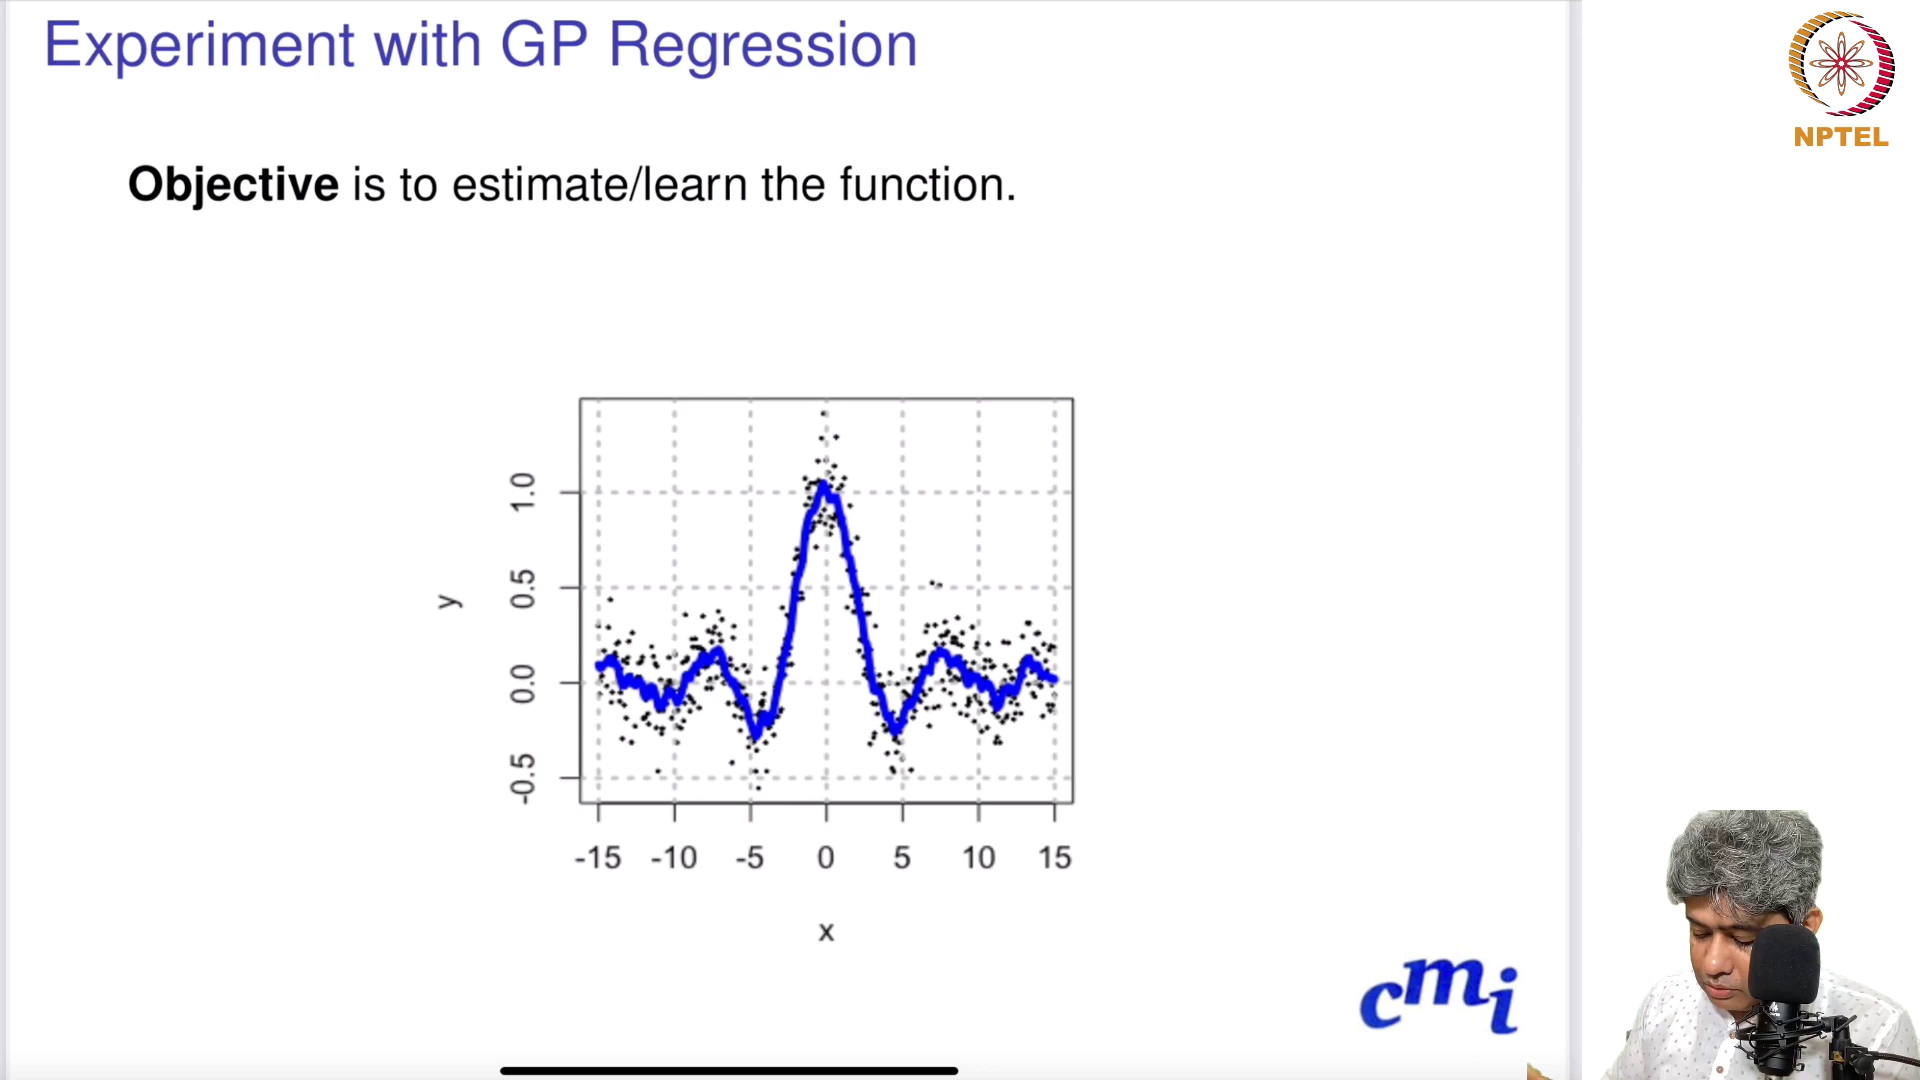 Experiment with GP Regression
NPTEL
Objective is to estimate/learn the function.
1.0
0.5
0.0
-0.5
y
-15 -10 -5 0 5 10 15
x
cmi